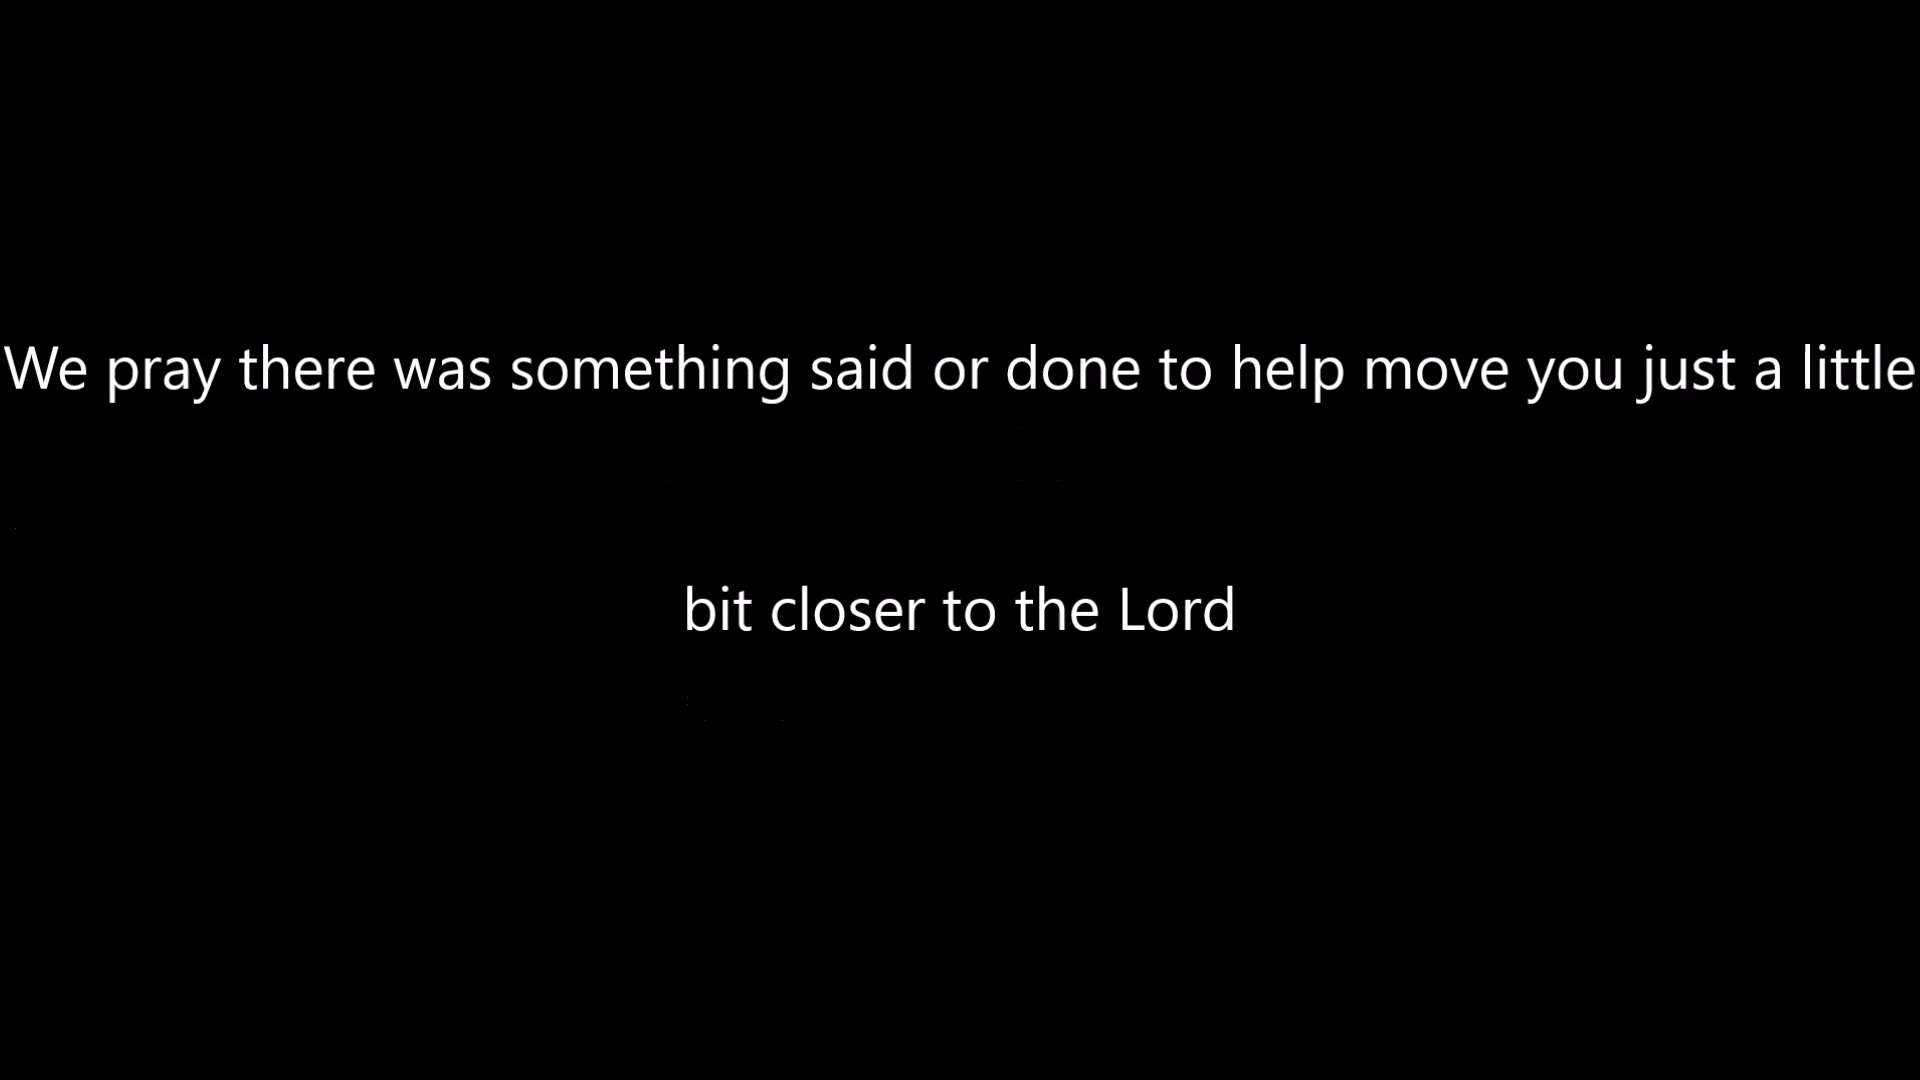 We pray there was something said or done to help move you just a little
bit closer to the Lord